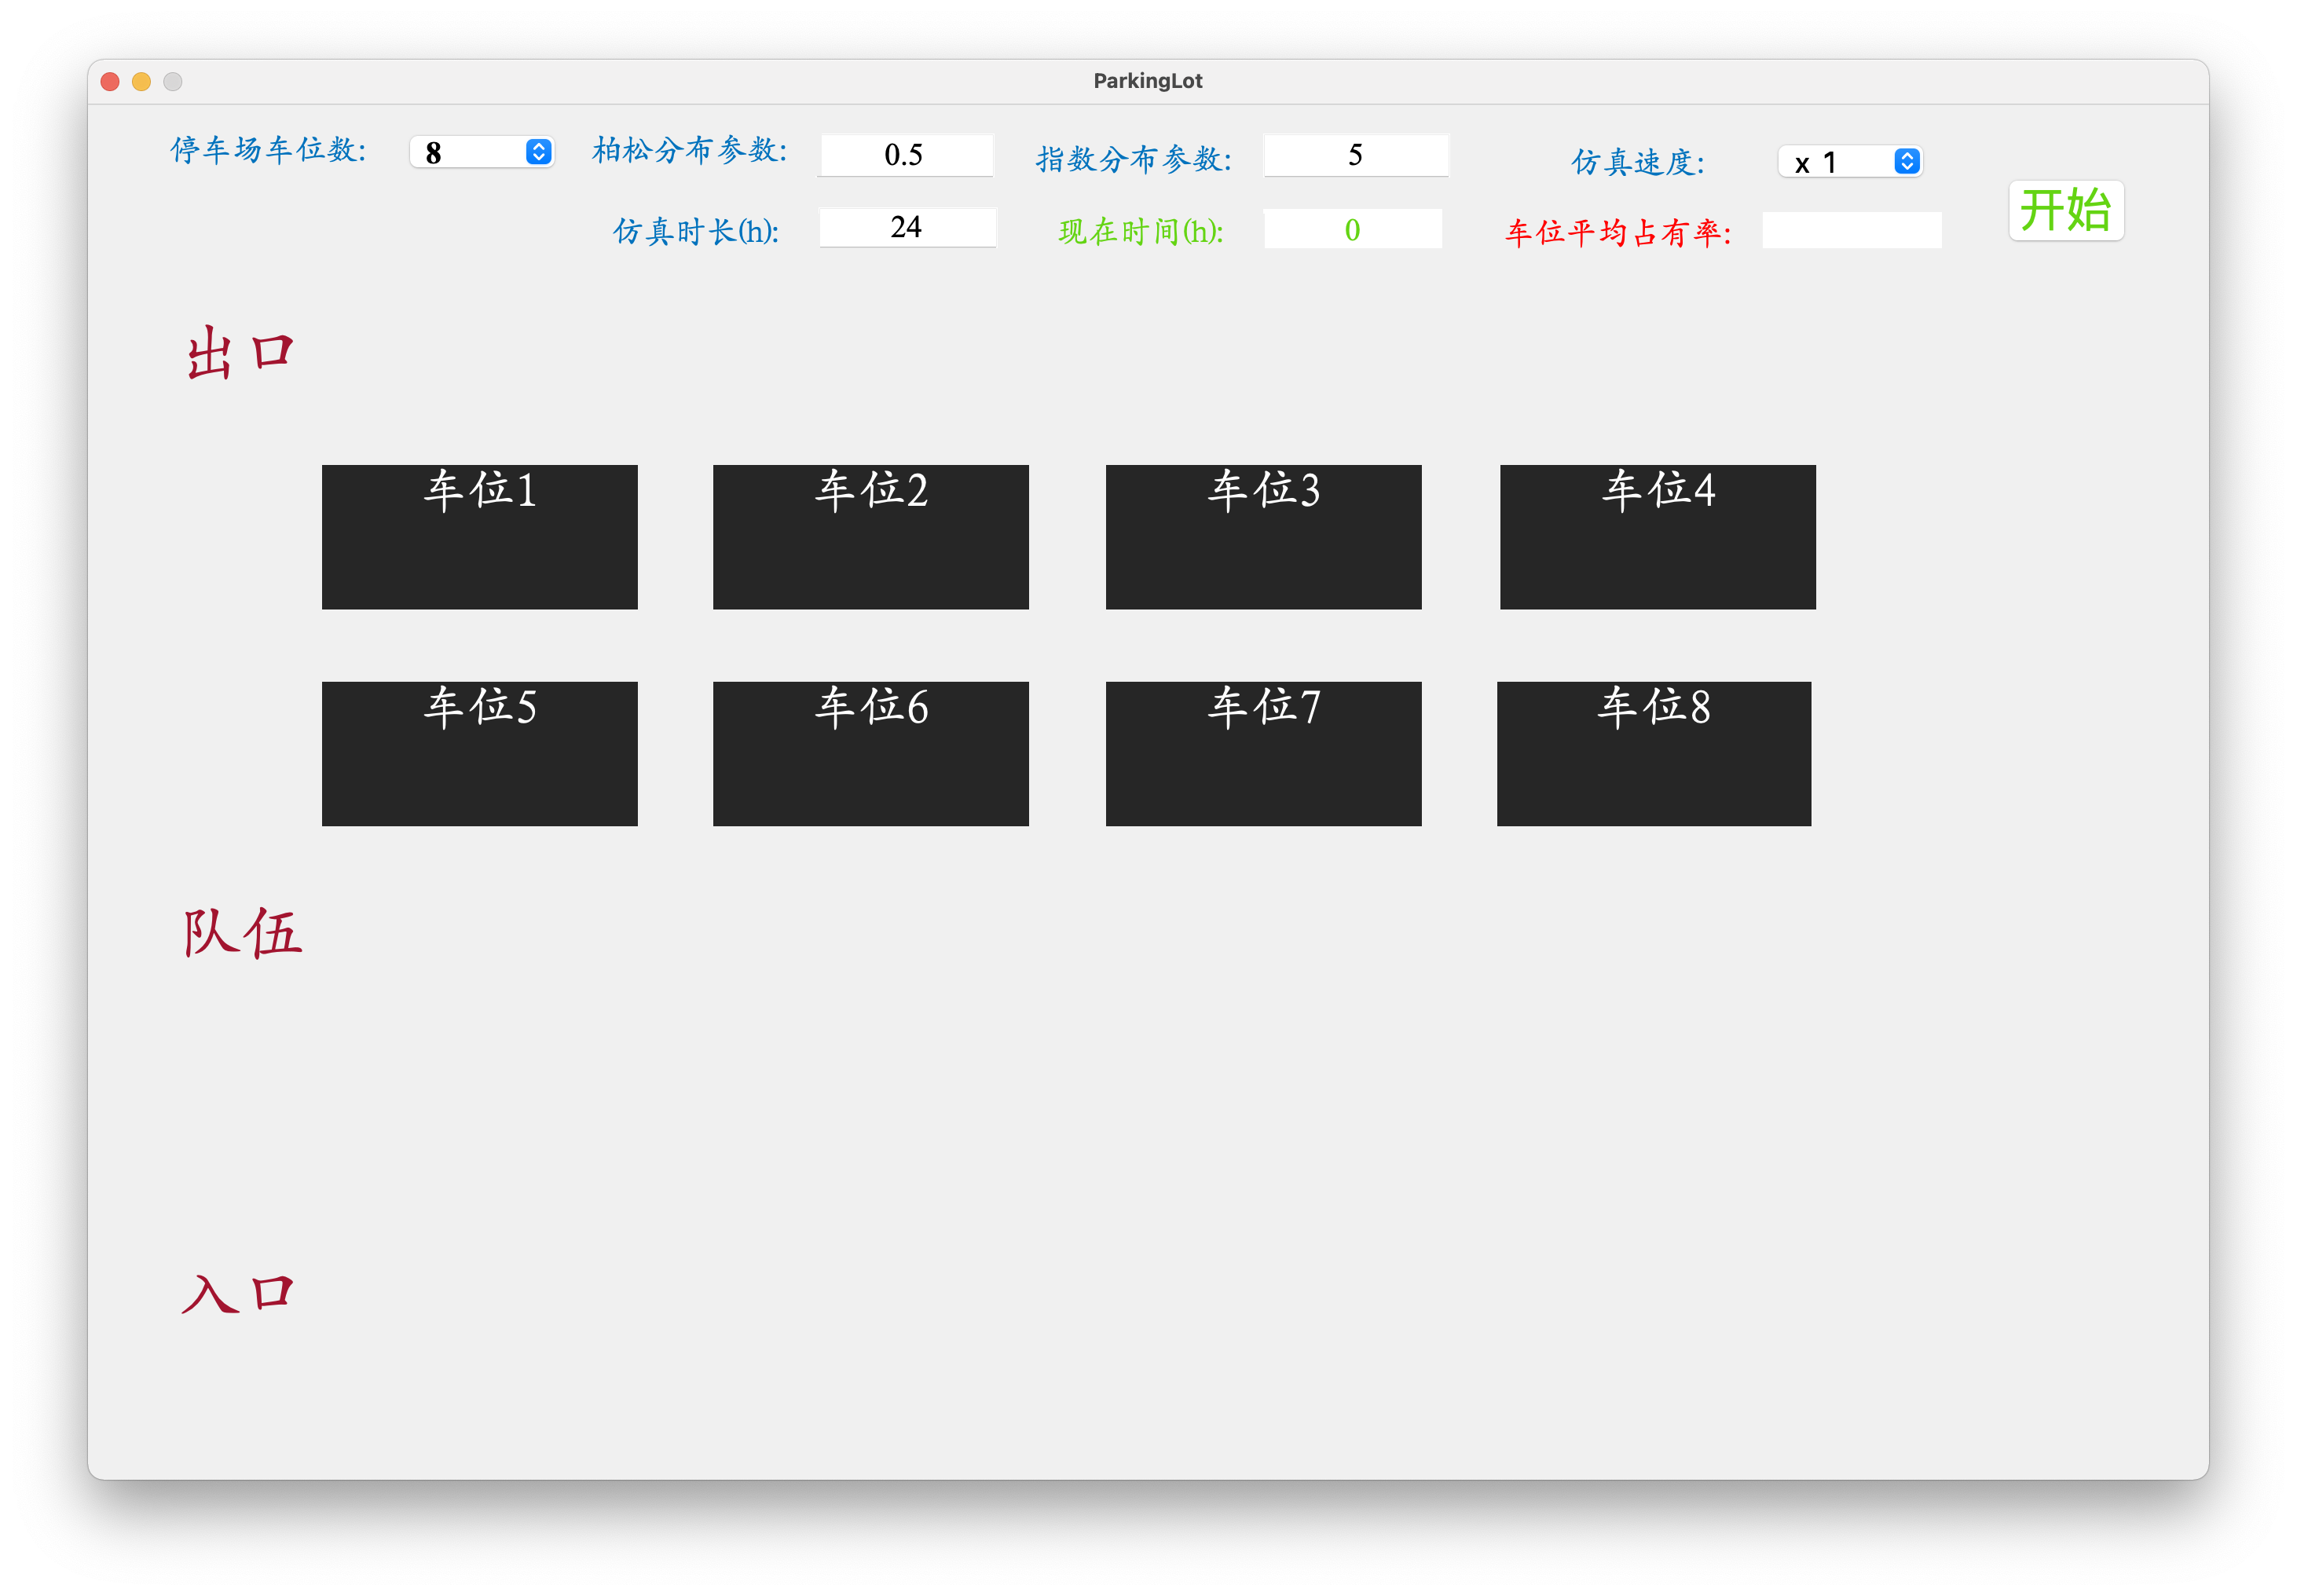 ParkingLot
停车场车位数: 8 柏松分布参数: 0.5 指数分布参数: 5 仿真速度: x 1
仿真时长(h): 24 现在时间(h): 0 车位平均占有率:
开始
出口
车位1 车位2 车位3 车位4
车位5 车位6 车位7 车位8
队伍
入口